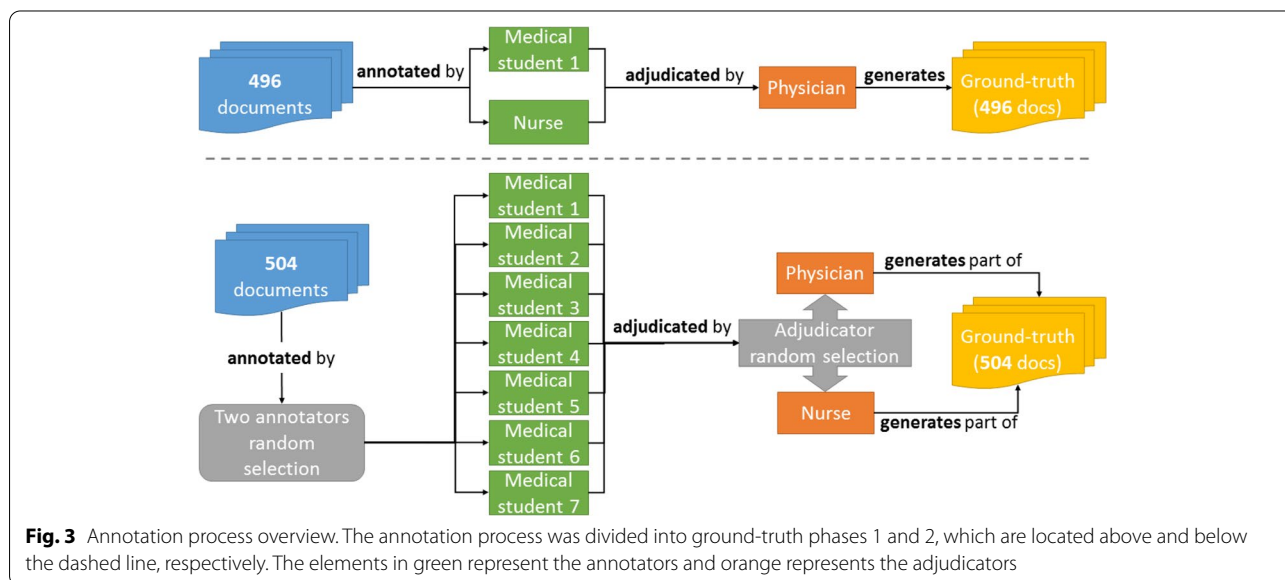 496
documents
annotated by
Medical
student 1
Nurse
adjudicated by
Physician
generates
Ground-truth
(496 docs)
504
documents
annotated by
Two annotators
random
selection
Medical
student 1
Medical
student 2
Medical
student 3
Medical
student 4
Medical
student 5
Medical
student 6
Medical
student 7
adjudicated by
Physician
Adjudicator
random selection
Nurse
generates part of
Ground-truth
(504 docs)
generates part of
Fig. 3 Annotation process overview. The annotation process was divided into ground-truth phases 1 and 2, which are located above and below
the dashed line, respectively. The elements in green represent the annotators and orange represents the adjudicators